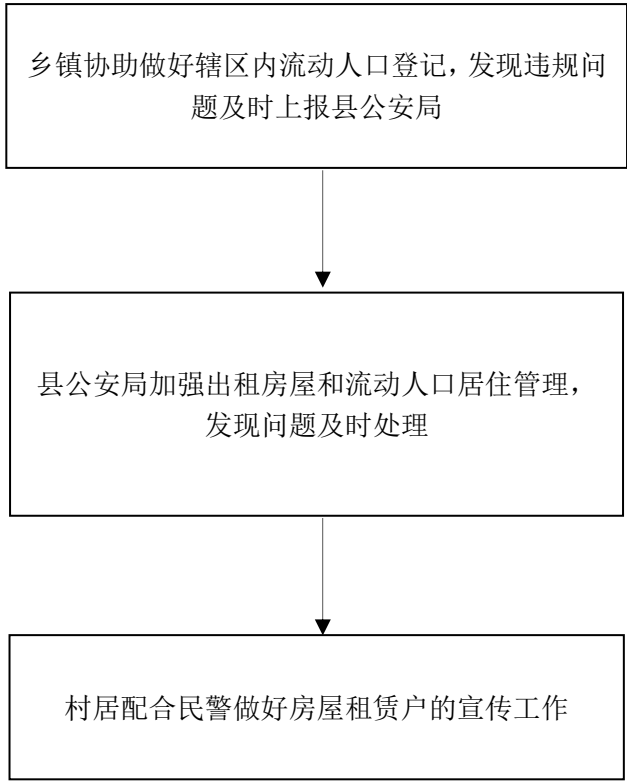 乡镇协助做好辖区内流动人口登记，发现违规问
题及时上报县公安局
县公安局加强出租房屋和流动人口居住管理，
发现问题及时处理
村居配合民警做好房屋租赁户的宣传工作